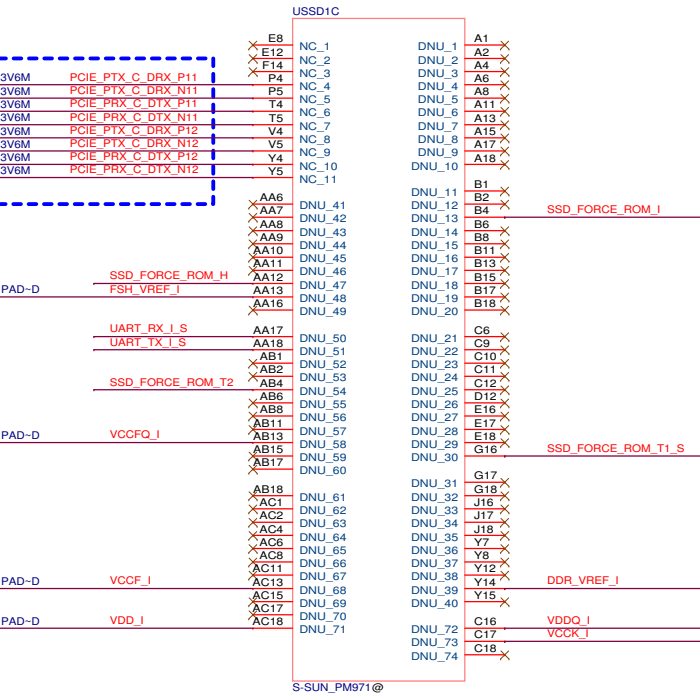 USSD1C
E8 NC_1 DNU_1 A1
E12 NC_2 DNU_2 A2
F14 NC_3 DNU_3 A4
3V6M PCIE_PTX_C_DRX_P11 P4 NC_4 DNU_4 A6
3V6M PCIE_PTX_C_DRX_N11 P5 NC_5 DNU_5 A8
3V6M PCIE_PRX_C_DTX_P11 T4 NC_6 DNU_6 A11
3V6M PCIE_PRX_C_DTX_N11 T5 NC_7 DNU_7 A13
3V6M PCIE_PTX_C_DRX_P12 V4 NC_8 DNU_8 A15
3V6M PCIE_PTX_C_DRX_N12 V5 NC_9 DNU_9 A17
3V6M PCIE_PRX_C_DTX_P12 Y4 NC_10 DNU_10 A18
3V6M PCIE_PRX_C_DTX_N12 Y5 NC_11
DNU_11 B1
AA6 DNU_41 DNU_12 B2
AA7 DNU_42 DNU_13 B4 SSD_FORCE_ROM_I
AA8 DNU_43 DNU_14 B6
AA9 DNU_44 DNU_15 B8
AA10 DNU_45 DNU_16 B11
AA11 DNU_46 DNU_17 B13
SSD_FORCE_ROM_H AA12 DNU_47 DNU_18 B15
PAD~D FSH_VREF_I AA13 DNU_48 DNU_19 B17
AA16 DNU_49 DNU_20 B18
UART_RX_I_S AA17 DNU_50 DNU_21 C6
UART_TX_I_S AA18 DNU_51 DNU_22 C9
AB1 DNU_52 DNU_23 C10
AB2 DNU_53 DNU_24 C11
SSD_FORCE_ROM_T2 AB4 DNU_54 DNU_25 C12
AB6 DNU_55 DNU_26 D12
AB8 DNU_56 DNU_27 E16
AB11 DNU_57 DNU_28 E17
PAD~D VCCFQ_I AB13 DNU_58 DNU_29 E18
AB15 DNU_59 DNU_30 G16 SSD_FORCE_ROM_T1_S
AB17 DNU_60
DNU_31 G17
AB18 DNU_61 DNU_32 G18
AC1 DNU_62 DNU_33 J16
AC2 DNU_63 DNU_34 J17
AC4 DNU_64 DNU_35 J18
AC6 DNU_65 DNU_36 Y7
AC8 DNU_66 DNU_37 Y8
AC11 DNU_67 DNU_38 Y12
PAD~D VCCF_I AC13 DNU_68 DNU_39 Y14 DDR_VREF_I
AC15 DNU_69 DNU_40 Y15
AC17 DNU_70
PAD~D VDD_I AC18 DNU_71 DNU_72 C16 VDDQ_I
DNU_73 C17 VCCK_I
DNU_74 C18
S-SUN_PM971@